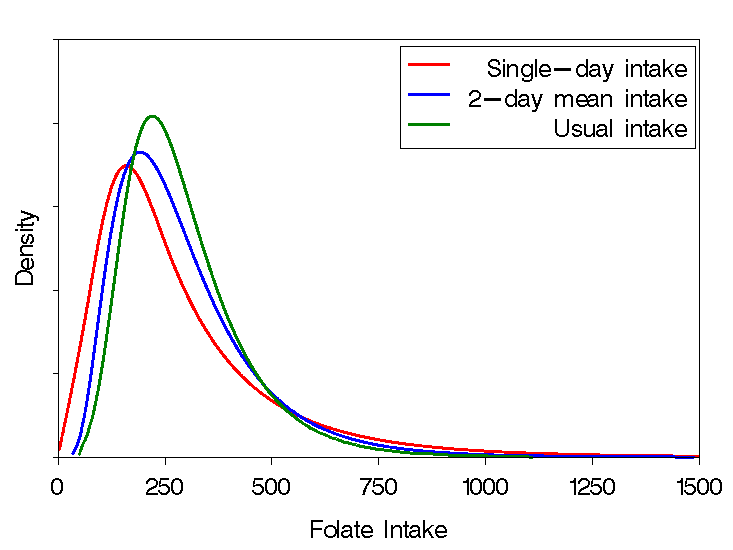 Single−day intake
2−day mean intake
Usual intake
Density
0 250 500 750 1000 1250 1500
Folate Intake